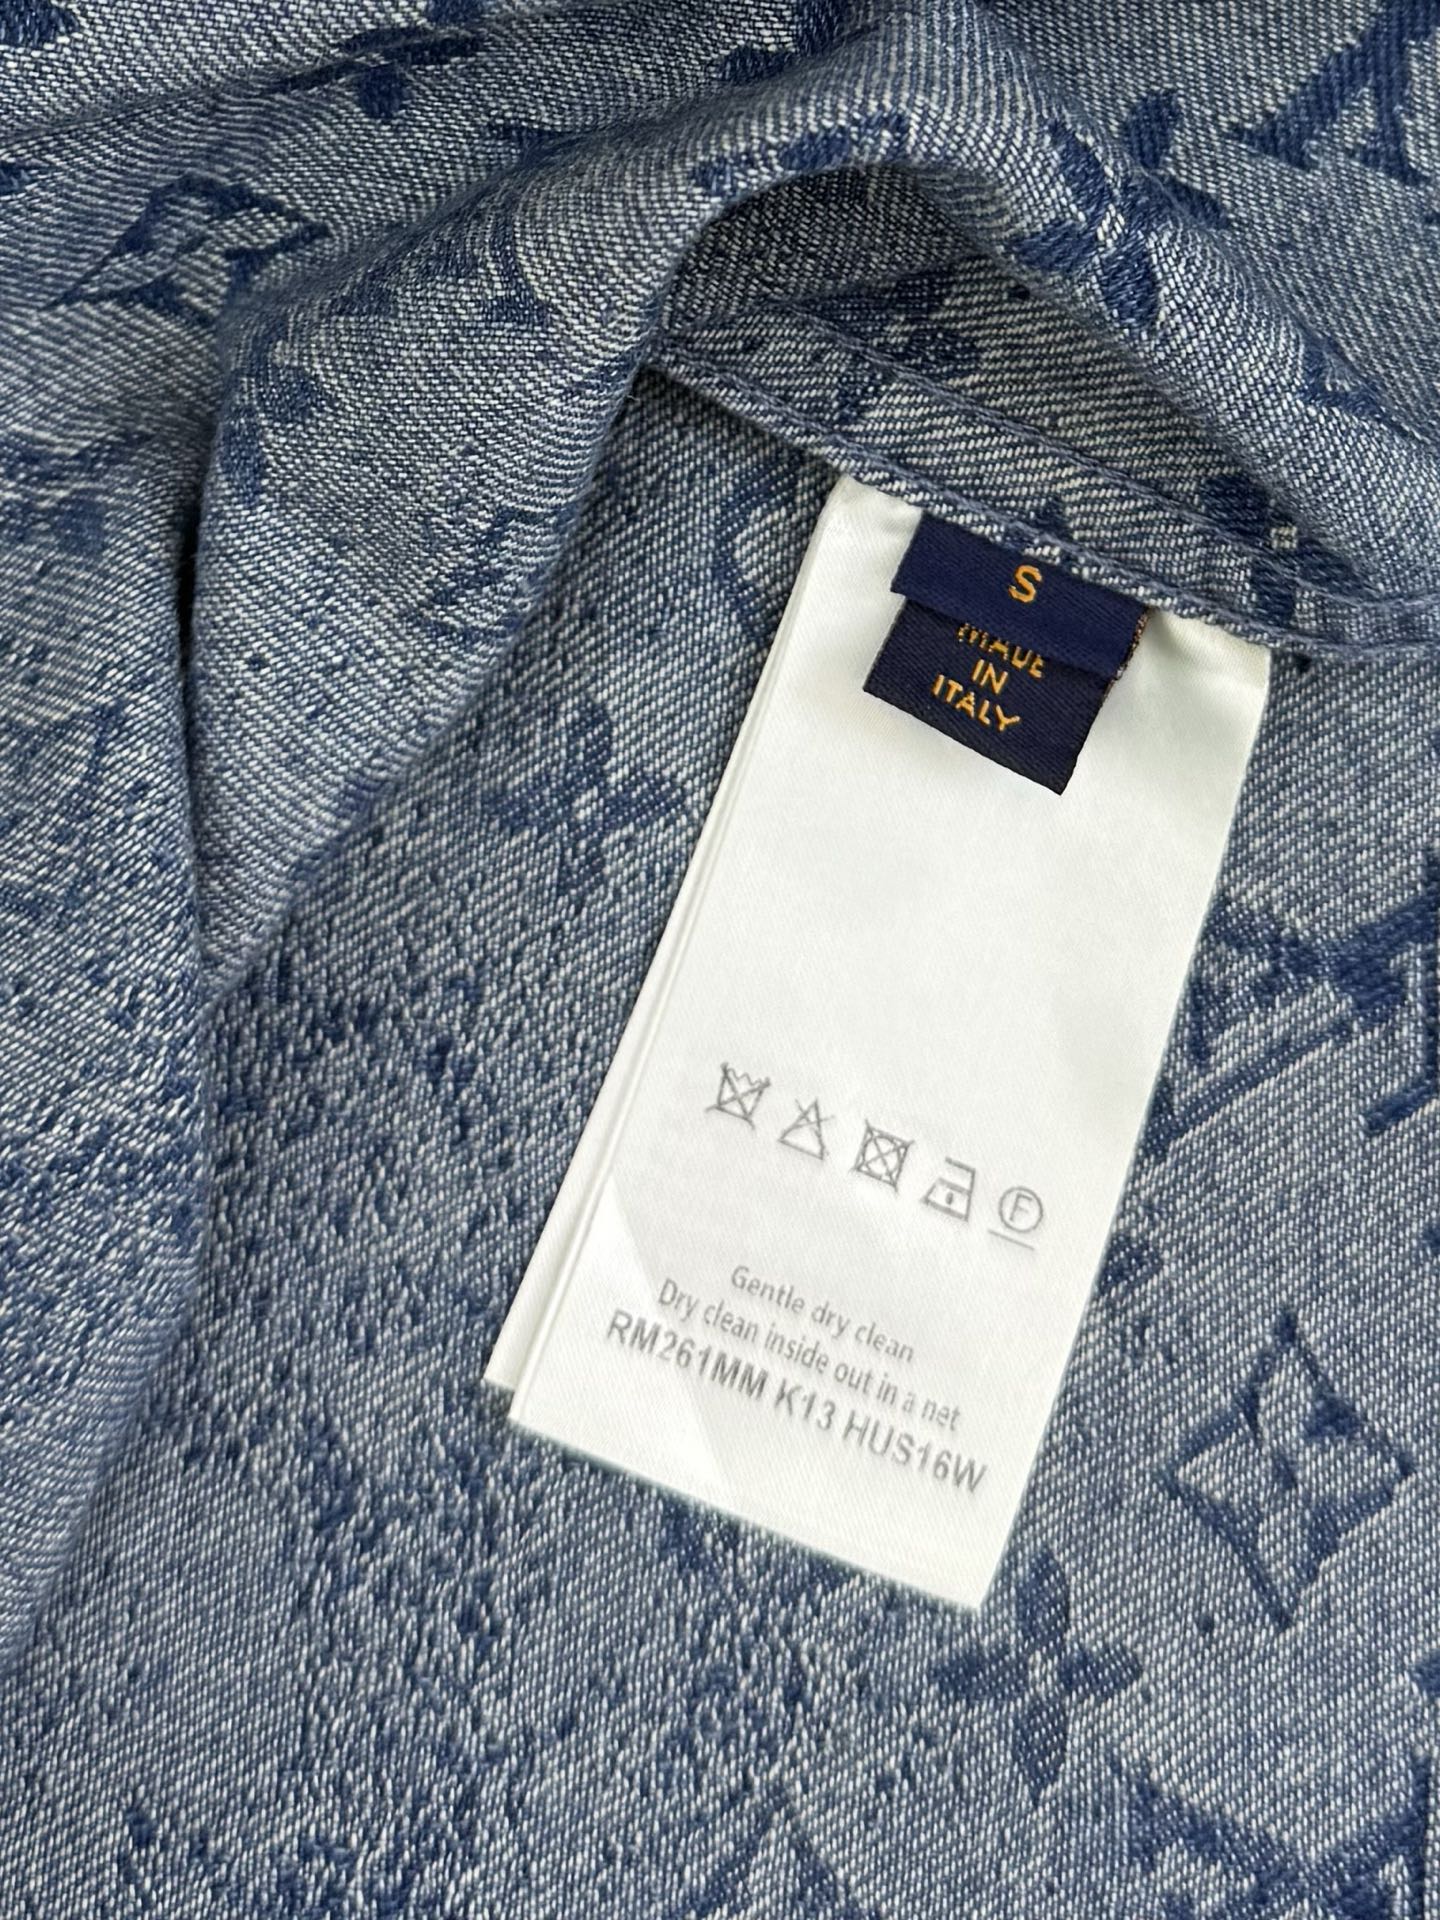 S
MADE
IN
ITALY
F
Gentle dry clean
Dry clean inside out in a net
RM261MM K13 HUS16W